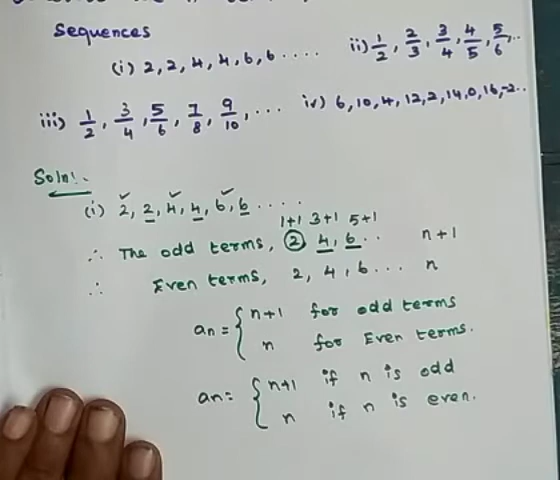 Sequences
(i) 2, 2, 4, 4, 6, 6 .... ii) 1/2, 2/3, 3/4, 4/5, 5/6, ..
iii) 1/2, 3/4, 5/6, 7/8, 9/10, ... iv) 6, 10, 4, 12, 2, 14, 0, 16, -2..
Soln:-
(i) 2, 2, 4, 4, 6, 6 ....
1+1 3+1 5+1
∴ The odd terms, 2 4, 6 .. n+1
∴ Even terms, 2, 4, 6 ... n
an = { n+1 for odd terms
n for Even terms.
an = { n+1 if n is odd
n if n is even.